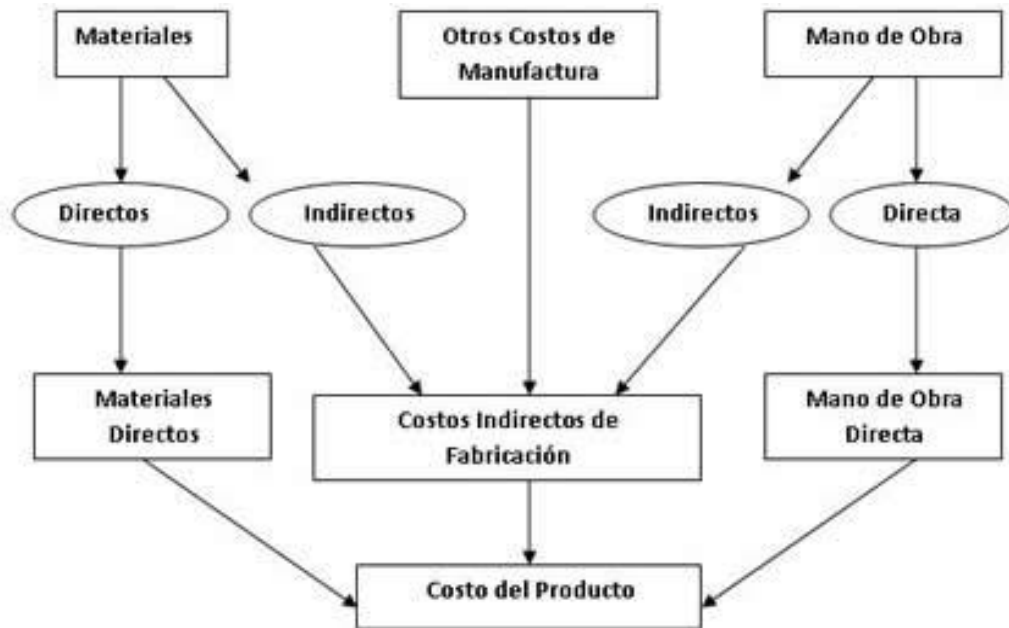 Materiales
Otros Costos de
Manufactura
Mano de Obra
Directos
Indirectos
Indirectos
Directa
Materiales
Directos
Costos Indirectos de
Fabricación
Mano de Obra
Directa
Costo del Producto